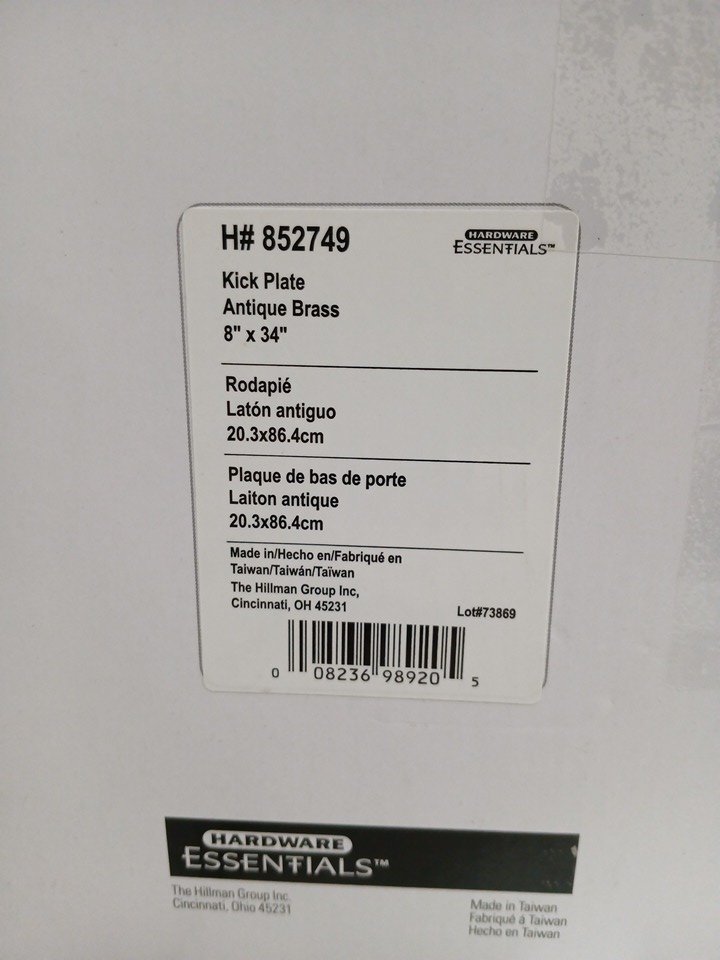 H# 852749
HARDWARE
ESSENTIALS™
Kick Plate
Antique Brass
8" x 34"
Rodapié
Latón antiguo
20.3x86.4cm
Plaque de bas de porte
Laiton antique
20.3x86.4cm
Made in/Hecho en/Fabriqué en
Taiwan/Taiwán/Taïwan
The Hillman Group Inc,
Cincinnati, OH 45231
Lot#73869
0 08236 98920 5
HARDWARE
ESSENTIALS™
The Hillman Group Inc.
Cincinnati, Ohio 45231
Made in Taiwan
Fabriqué à Taiwan
Hecho en Taiwan